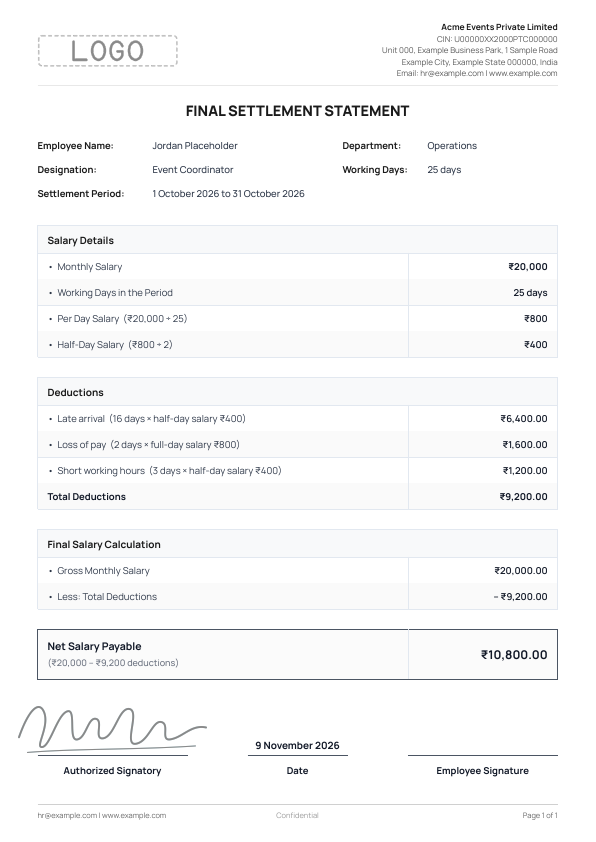 LOGO
Acme Events Private Limited
CIN: U00000XX2000PTC000000
Unit 000, Example Business Park, 1 Sample Road
Example City, Example State 000000, India
Email: hr@example.com | www.example.com
FINAL SETTLEMENT STATEMENT
Employee Name: Jordan Placeholder Department: Operations
Designation: Event Coordinator Working Days: 25 days
Settlement Period: 1 October 2026 to 31 October 2026
Salary Details
• Monthly Salary ₹20,000
• Working Days in the Period 25 days
• Per Day Salary (₹20,000 ÷ 25) ₹800
• Half-Day Salary (₹800 ÷ 2) ₹400
Deductions
• Late arrival (16 days × half-day salary ₹400) ₹6,400.00
• Loss of pay (2 days × full-day salary ₹800) ₹1,600.00
• Short working hours (3 days × half-day salary ₹400) ₹1,200.00
Total Deductions ₹9,200.00
Final Salary Calculation
• Gross Monthly Salary ₹20,000.00
• Less: Total Deductions – ₹9,200.00
Net Salary Payable ₹10,800.00
(₹20,000 – ₹9,200 deductions)
9 November 2026
Authorized Signatory Date Employee Signature
hr@example.com | www.example.com Confidential Page 1 of 1